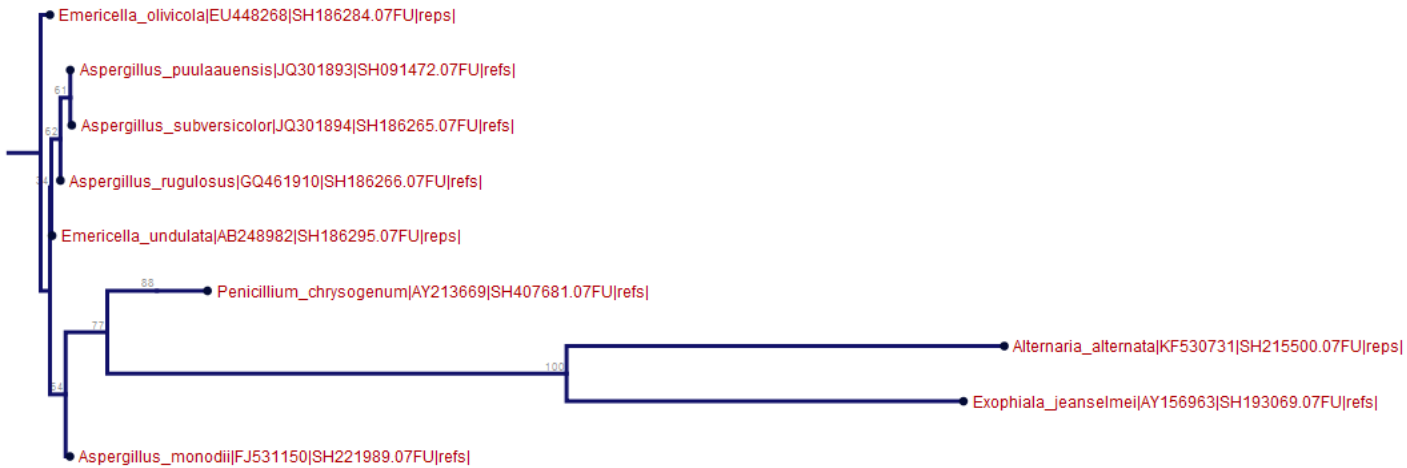 Emericella_olivicola|EU448268|SH186284.07FU|reps|
Aspergillus_puulaauensis|JQ301893|SH091472.07FU|refs|
61
Aspergillus_subversicolor|JQ301894|SH186265.07FU|refs|
62
Aspergillus_rugulosus|GQ461910|SH186266.07FU|refs|
Emericella_undulata|AB248982|SH186295.07FU|reps|
88
Penicillium_chrysogenum|AY213669|SH407681.07FU|refs|
77
Alternaria_alternata|KF530731|SH215500.07FU|reps|
100
Exophiala_jeanselmei|AY156963|SH193069.07FU|refs|
Aspergillus_monodii|FJ531150|SH221989.07FU|refs|